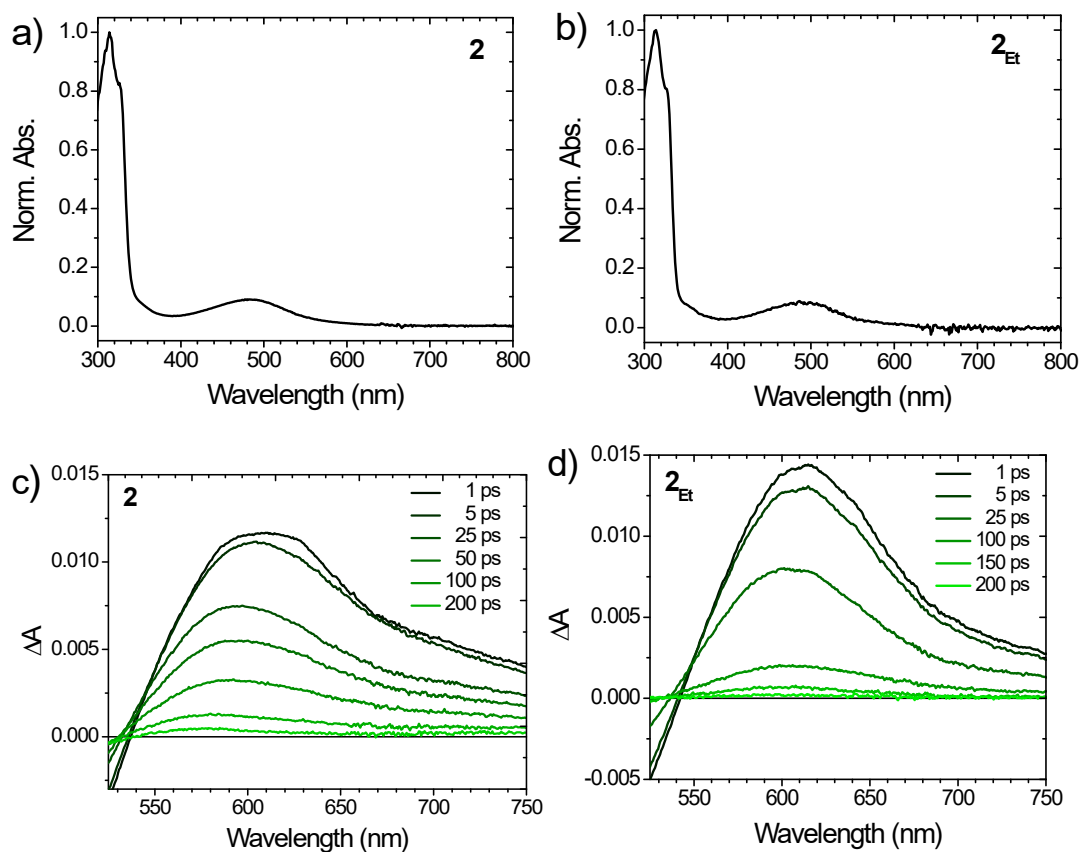 a)
2
1.0
0.8
0.6
0.4
0.2
0.0
Norm. Abs.
300 400 500 600 700 800
Wavelength (nm)
b)
2Et
1.0
0.8
0.6
0.4
0.2
0.0
Norm. Abs.
300 400 500 600 700 800
Wavelength (nm)
c)
2
0.015
0.010
0.005
0.000
ΔA
1 ps
5 ps
25 ps
50 ps
100 ps
200 ps
550 600 650 700 750
Wavelength (nm)
d)
2Et
0.015
0.010
0.005
0.000
-0.005
ΔA
1 ps
5 ps
25 ps
100 ps
150 ps
200 ps
550 600 650 700 750
Wavelength (nm)